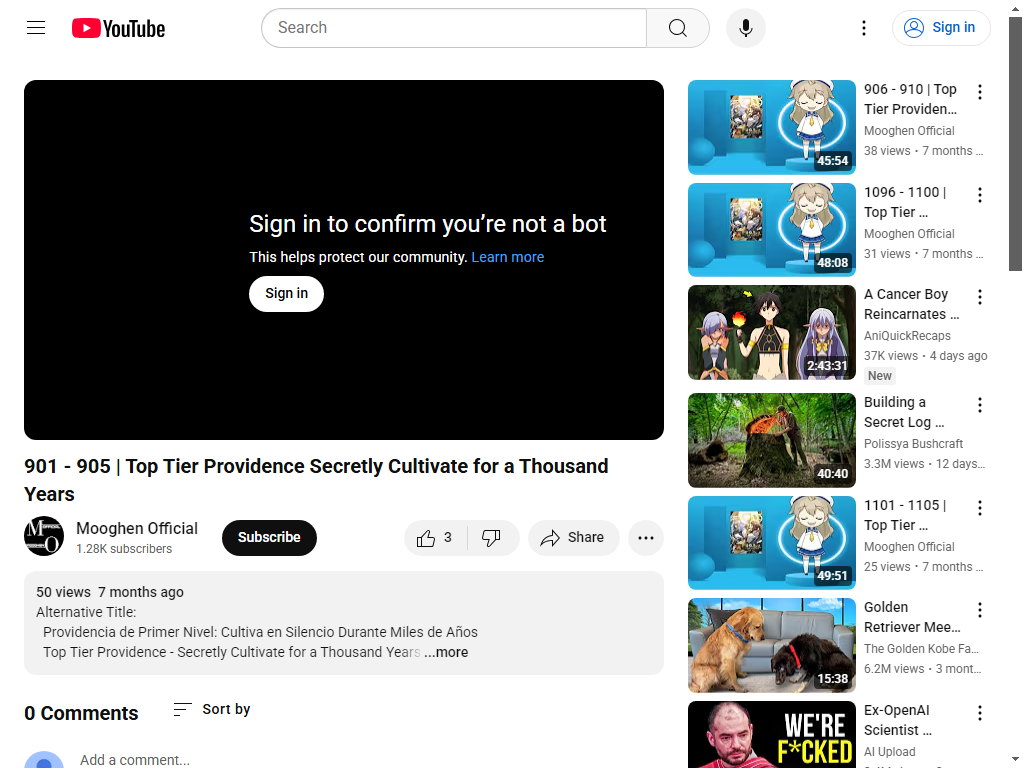 YouTube
Search
Sign in
Sign in to confirm you’re not a bot
This helps protect our community. Learn more
Sign in
901 - 905 | Top Tier Providence Secretly Cultivate for a Thousand
Years
Mooghen Official
1.28K subscribers
Subscribe
3
Share
50 views 7 months ago
Alternative Title:
Providencia de Primer Nivel: Cultiva en Silencio Durante Miles de Años
Top Tier Providence - Secretly Cultivate for a Thousand Years ...more
0 Comments
Sort by
Add a comment...
45:54
906 - 910 | Top
Tier Providen...
Mooghen Official
38 views • 7 months ...
48:08
1096 - 1100 |
Top Tier ...
Mooghen Official
31 views • 7 months ...
2:43:31
A Cancer Boy
Reincarnates ...
AniQuickRecaps
37K views • 4 days ago
New
40:40
Building a
Secret Log ...
Polissya Bushcraft
3.3M views • 12 days...
49:51
1101 - 1105 |
Top Tier ...
Mooghen Official
25 views • 7 months ...
15:38
Golden
Retriever Mee...
The Golden Kobe Fa...
6.2M views • 3 mont...
WE'RE
F*CKED
Ex-OpenAI
Scientist ...
AI Upload